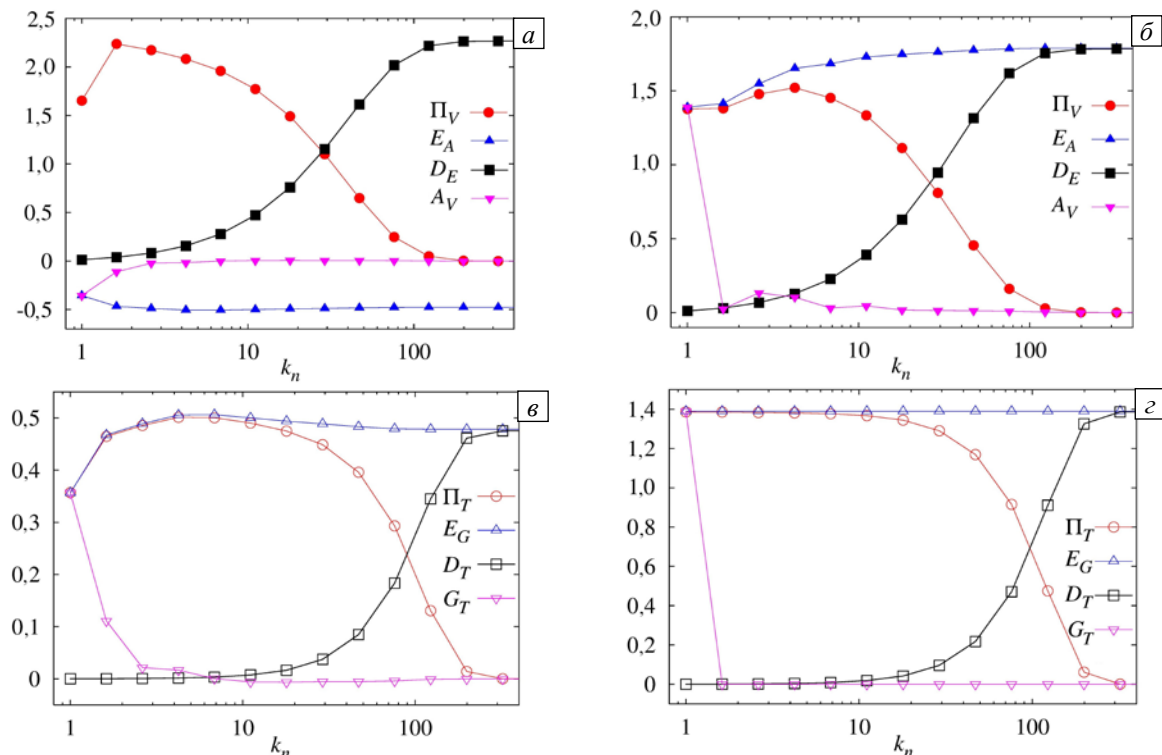 2,5
2,0
1,5
1,0
0,5
0
-0,5
1
10
100
k_n
Π_V
E_A
D_E
A_V
а
2,0
1,5
1,0
0,5
0
1
10
100
k_n
Π_V
E_A
D_E
A_V
б
0,5
0,4
0,3
0,2
0,1
0
1
10
100
k_n
Π_T
E_G
D_T
G_T
в
1,4
1,2
1,0
0,8
0,6
0,4
0,2
0
1
10
100
k_n
Π_T
E_G
D_T
G_T
г